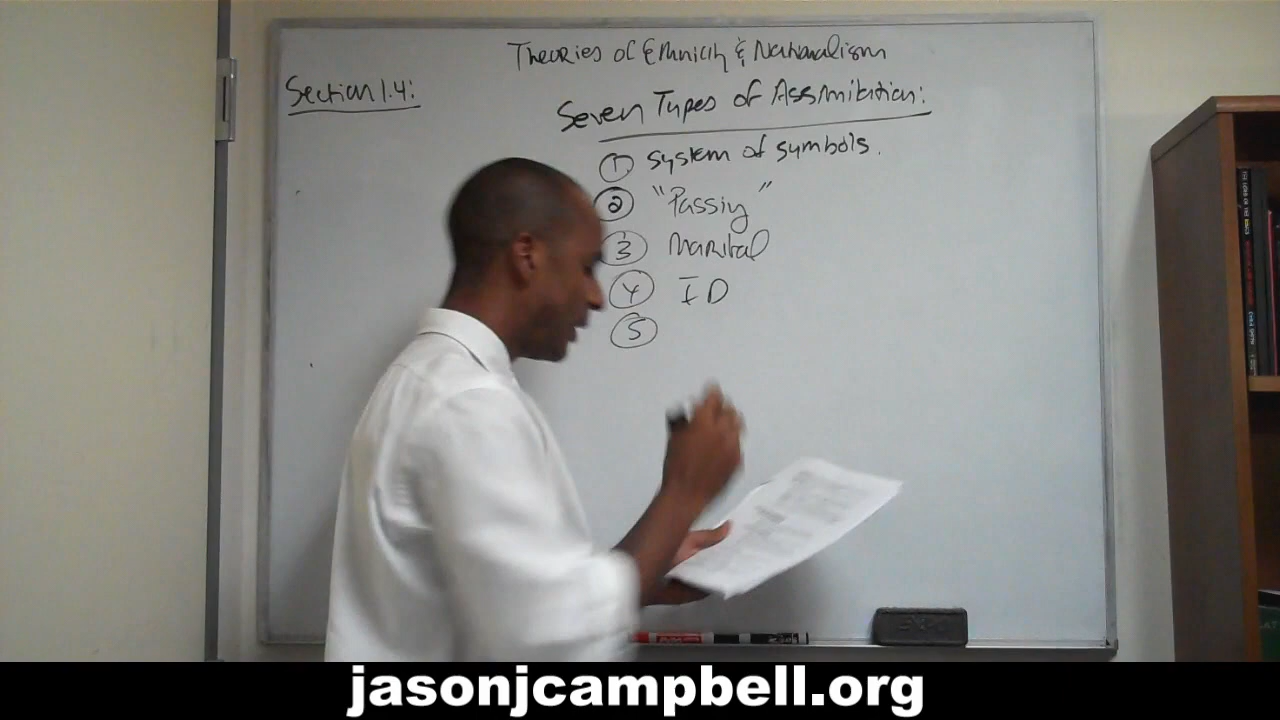 Theories of Ethnicity & Nationalism
Section 1.4:
Seven Types of Assimilation:
1 system of symbols.
2 "Passing"
3 Marital
4 ID
5
EXPO
jasonjcampbell.org